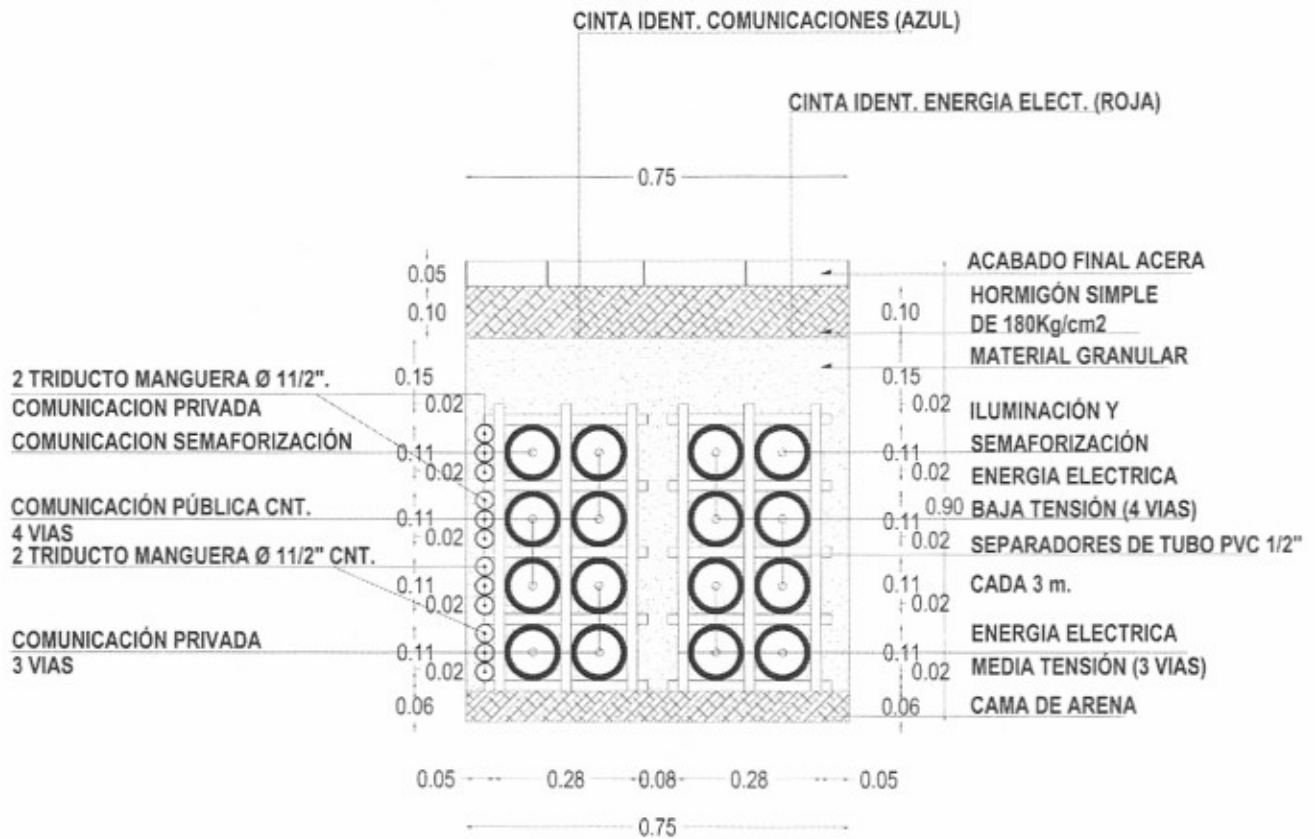 CINTA IDENT. COMUNICACIONES (AZUL)
CINTA IDENT. ENERGIA ELECT. (ROJA)
0.75
0.05
0.10
0.15
0.02
0.11
0.02
0.11
0.02
0.11
0.02
0.11
0.02
0.06
2 TRIDUCTO MANGUERA Ø 11/2".
COMUNICACION PRIVADA
COMUNICACION SEMAFORIZACIÓN
COMUNICACIÓN PÚBLICA CNT.
4 VIAS
2 TRIDUCTO MANGUERA Ø 11/2" CNT.
COMUNICACIÓN PRIVADA
3 VIAS
0.10
0.15
0.02
0.11
0.02
0.11
0.02
0.11
0.02
0.11
0.02
0.06
0.90
ACABADO FINAL ACERA
HORMIGÓN SIMPLE
DE 180Kg/cm2
MATERIAL GRANULAR
ILUMINACIÓN Y
SEMAFORIZACIÓN
ENERGIA ELECTRICA
BAJA TENSIÓN (4 VIAS)
SEPARADORES DE TUBO PVC 1/2"
CADA 3 m.
ENERGIA ELECTRICA
MEDIA TENSIÓN (3 VIAS)
CAMA DE ARENA
0.05 0.28 0.08 0.28 0.05
0.75